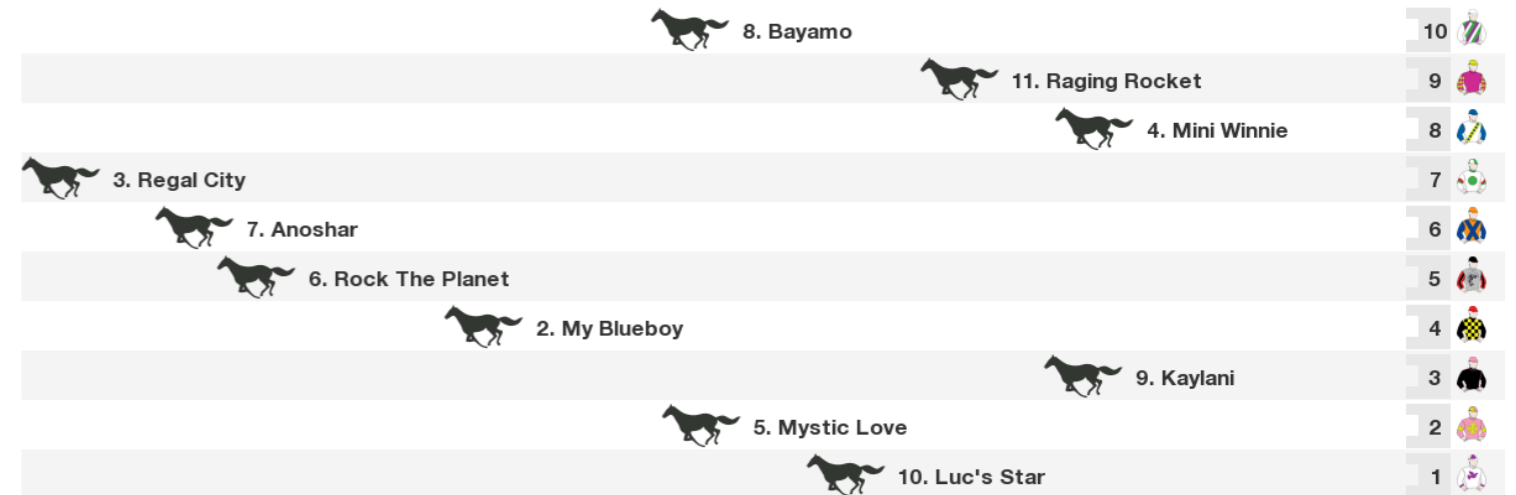 8. Bayamo 10
11. Raging Rocket 9
4. Mini Winnie 8
3. Regal City 7
7. Anoshar 6
6. Rock The Planet 5
2. My Blueboy 4
9. Kaylani 3
5. Mystic Love 2
10. Luc's Star 1